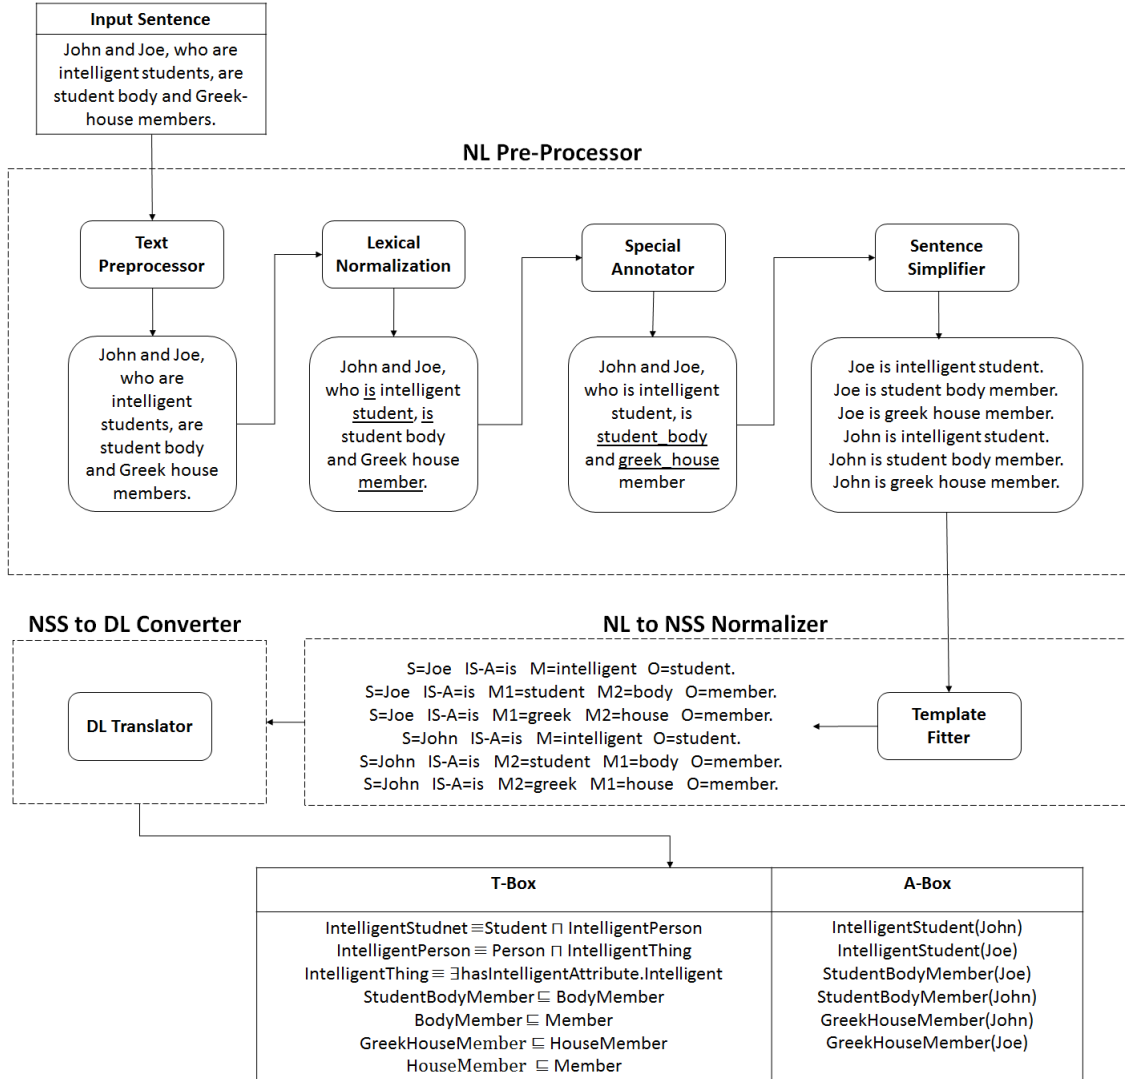 Input Sentence
John and Joe, who are
intelligent students, are
student body and Greek-
house members.
NL Pre-Processor
Text
Preprocessor
Lexical
Normalization
Special
Annotator
Sentence
Simplifier
John and Joe,
who are
intelligent
students, are
student body
and Greek house
members.
John and Joe,
who is intelligent
student, is
student body
and Greek house
member.
John and Joe,
who is intelligent
student, is
student_body
and greek_house
member
Joe is intelligent student.
Joe is student body member.
Joe is greek house member.
John is intelligent student.
John is student body member.
John is greek house member.
NSS to DL Converter
DL Translator
NL to NSS Normalizer
S=Joe IS-A=is M=intelligent O=student.
S=Joe IS-A=is M1=student M2=body O=member.
S=Joe IS-A=is M1=greek M2=house O=member.
S=John IS-A=is M=intelligent O=student.
S=John IS-A=is M2=student M1=body O=member.
S=John IS-A=is M2=greek M1=house O=member.
Template
Fitter
T-Box
IntelligentStudnet ≡Student ⊓ IntelligentPerson
IntelligentPerson ≡ Person ⊓ IntelligentThing
IntelligentThing ≡ ∃hasIntelligentAttribute.Intelligent
StudentBodyMember ⊑ BodyMember
BodyMember ⊑ Member
GreekHouseMember ⊑ HouseMember
HouseMember ⊑ Member
A-Box
IntelligentStudent(John)
IntelligentStudent(Joe)
StudentBodyMember(Joe)
StudentBodyMember(John)
GreekHouseMember(John)
GreekHouseMember(Joe)